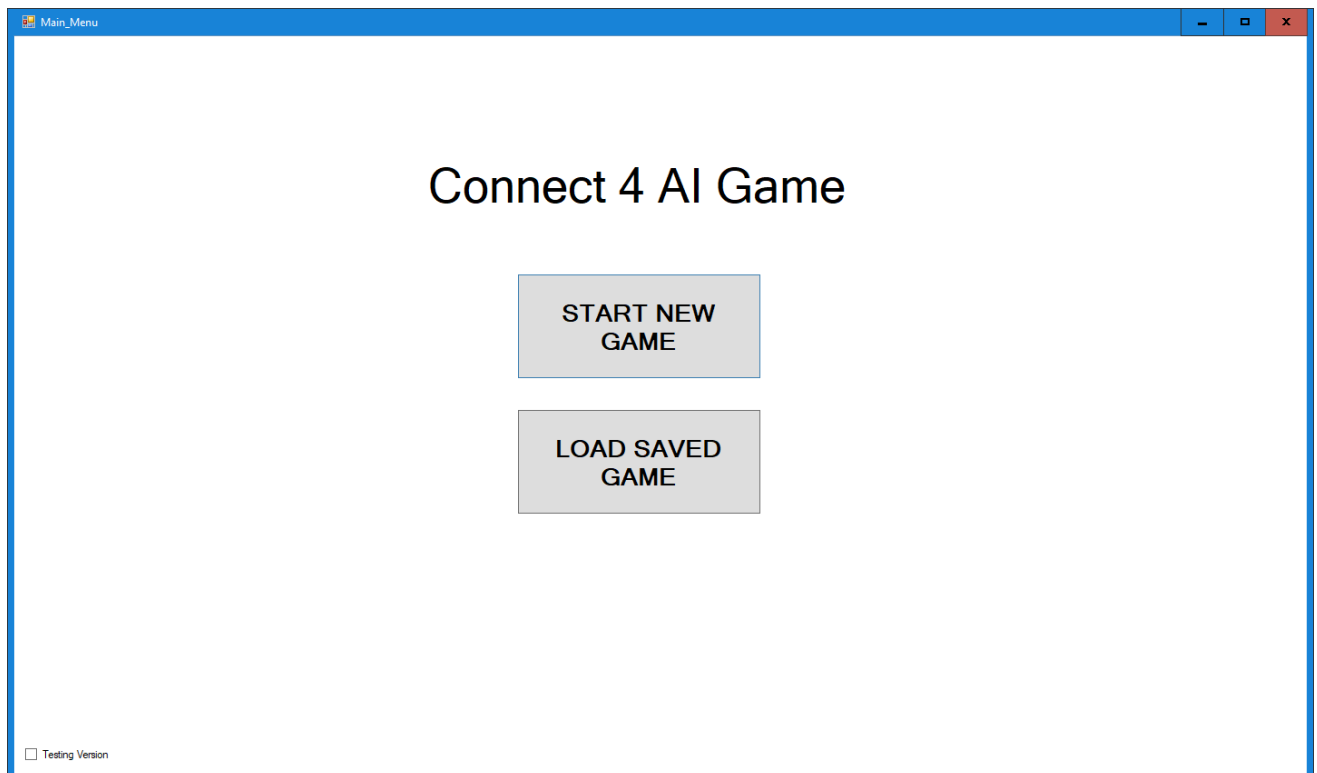 Main_Menu
Connect 4 AI Game
START NEW
GAME
LOAD SAVED
GAME
Testing Version